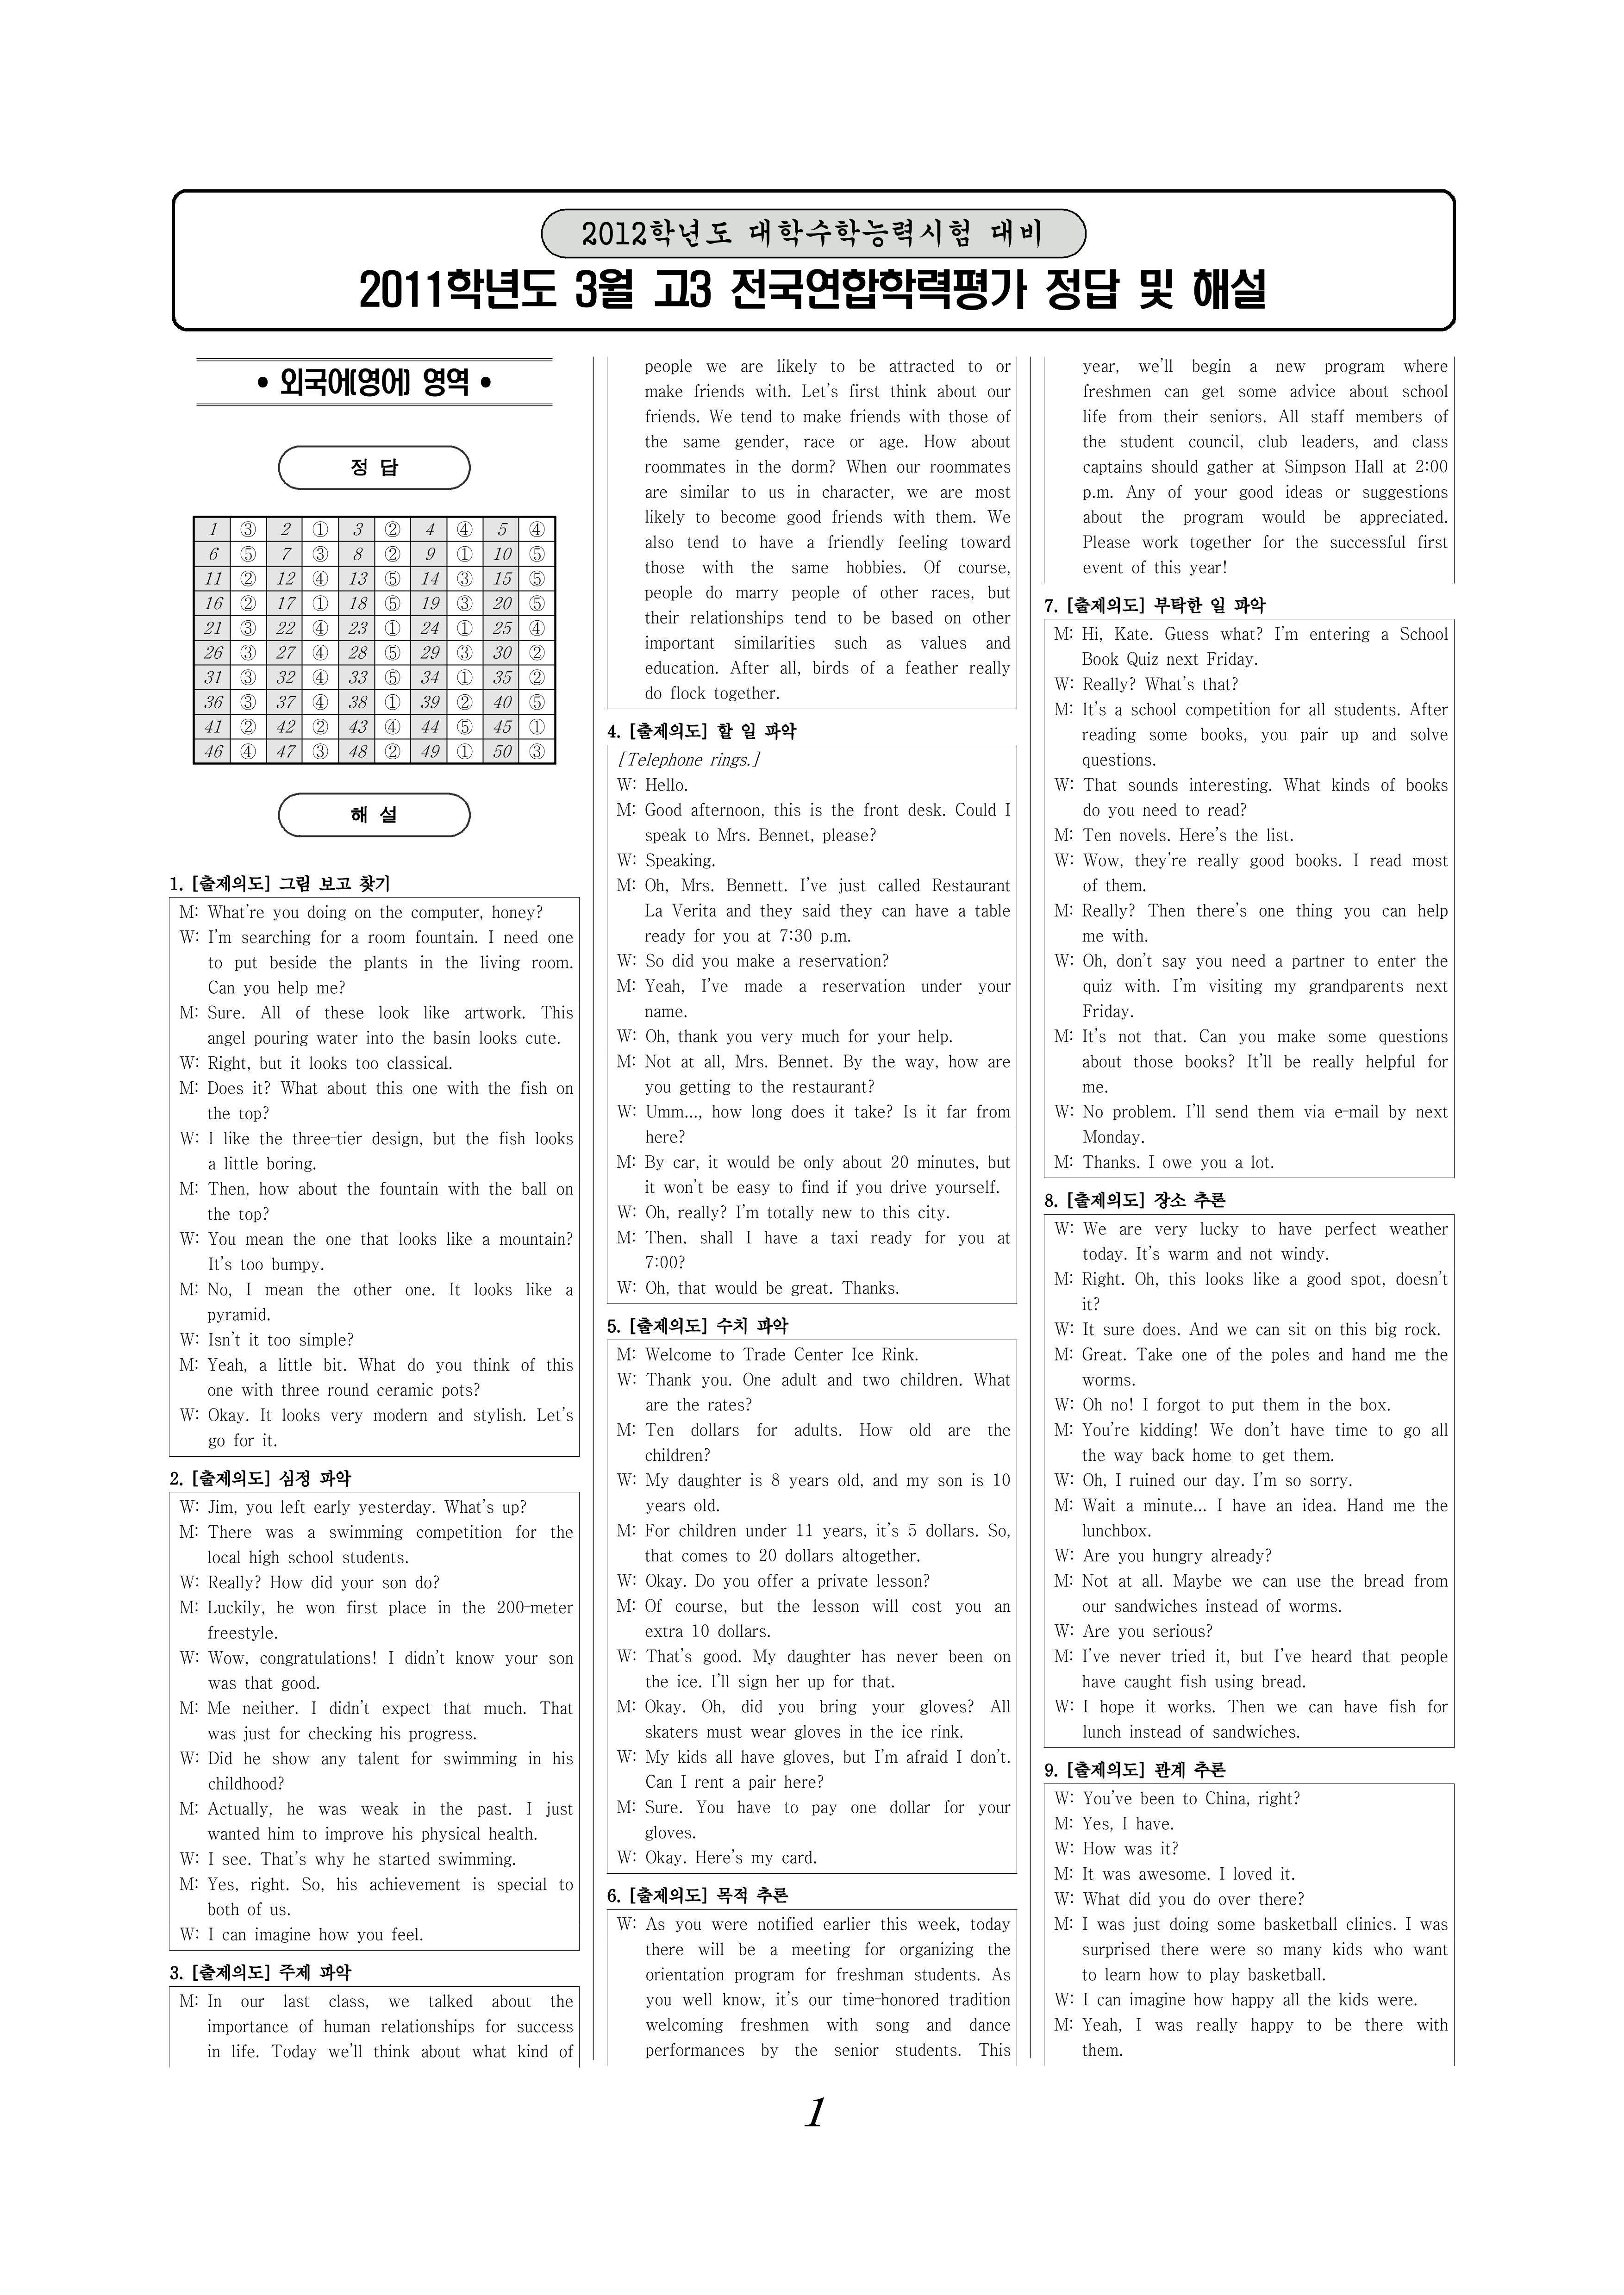 2012학년도 대학수학능력시험 대비
2011학년도 3월 고3 전국연합학력평가 정답 및 해설
• 외국어(영어) 영역 •
정 답
1 ③ 2 ① 3 ② 4 ④ 5 ④
6 ⑤ 7 ③ 8 ② 9 ① 10 ⑤
11 ② 12 ④ 13 ⑤ 14 ③ 15 ⑤
16 ② 17 ① 18 ⑤ 19 ③ 20 ⑤
21 ③ 22 ④ 23 ① 24 ① 25 ④
26 ③ 27 ④ 28 ⑤ 29 ③ 30 ②
31 ③ 32 ④ 33 ⑤ 34 ① 35 ②
36 ③ 37 ④ 38 ① 39 ② 40 ⑤
41 ② 42 ② 43 ④ 44 ⑤ 45 ①
46 ④ 47 ③ 48 ② 49 ① 50 ③
해 설
1. [출제의도] 그림 보고 찾기
M: What're you doing on the computer, honey?
W: I'm searching for a room fountain. I need one
to put beside the plants in the living room.
Can you help me?
M: Sure. All of these look like artwork. This
angel pouring water into the basin looks cute.
W: Right, but it looks too classical.
M: Does it? What about this one with the fish on
the top?
W: I like the three-tier design, but the fish looks
a little boring.
M: Then, how about the fountain with the ball on
the top?
W: You mean the one that looks like a mountain?
It's too bumpy.
M: No, I mean the other one. It looks like a
pyramid.
W: Isn't it too simple?
M: Yeah, a little bit. What do you think of this
one with three round ceramic pots?
W: Okay. It looks very modern and stylish. Let's
go for it.
2. [출제의도] 심정 파악
W: Jim, you left early yesterday. What's up?
M: There was a swimming competition for the
local high school students.
W: Really? How did your son do?
M: Luckily, he won first place in the 200-meter
freestyle.
W: Wow, congratulations! I didn't know your son
was that good.
M: Me neither. I didn't expect that much. That
was just for checking his progress.
W: Did he show any talent for swimming in his
childhood?
M: Actually, he was weak in the past. I just
wanted him to improve his physical health.
W: I see. That's why he started swimming.
M: Yes, right. So, his achievement is special to
both of us.
W: I can imagine how you feel.
3. [출제의도] 주제 파악
M: In our last class, we talked about the
importance of human relationships for success
in life. Today we'll think about what kind of
people we are likely to be attracted to or
make friends with. Let's first think about our
friends. We tend to make friends with those of
the same gender, race or age. How about
roommates in the dorm? When our roommates
are similar to us in character, we are most
likely to become good friends with them. We
also tend to have a friendly feeling toward
those with the same hobbies. Of course,
people do marry people of other races, but
their relationships tend to be based on other
important similarities such as values and
education. After all, birds of a feather really
do flock together.
4. [출제의도] 할 일 파악
[Telephone rings.]
W: Hello.
M: Good afternoon, this is the front desk. Could I
speak to Mrs. Bennet, please?
W: Speaking.
M: Oh, Mrs. Bennett. I've just called Restaurant
La Verita and they said they can have a table
ready for you at 7:30 p.m.
W: So did you make a reservation?
M: Yeah, I've made a reservation under your
name.
W: Oh, thank you very much for your help.
M: Not at all, Mrs. Bennet. By the way, how are
you getting to the restaurant?
W: Umm..., how long does it take? Is it far from
here?
M: By car, it would be only about 20 minutes, but
it won't be easy to find if you drive yourself.
W: Oh, really? I'm totally new to this city.
M: Then, shall I have a taxi ready for you at
7:00?
W: Oh, that would be great. Thanks.
5. [출제의도] 수치 파악
M: Welcome to Trade Center Ice Rink.
W: Thank you. One adult and two children. What
are the rates?
M: Ten dollars for adults. How old are the
children?
W: My daughter is 8 years old, and my son is 10
years old.
M: For children under 11 years, it's 5 dollars. So,
that comes to 20 dollars altogether.
W: Okay. Do you offer a private lesson?
M: Of course, but the lesson will cost you an
extra 10 dollars.
W: That's good. My daughter has never been on
the ice. I'll sign her up for that.
M: Okay. Oh, did you bring your gloves? All
skaters must wear gloves in the ice rink.
W: My kids all have gloves, but I'm afraid I don't.
Can I rent a pair here?
M: Sure. You have to pay one dollar for your
gloves.
W: Okay. Here's my card.
6. [출제의도] 목적 추론
W: As you were notified earlier this week, today
there will be a meeting for organizing the
orientation program for freshman students. As
you well know, it's our time-honored tradition
welcoming freshmen with song and dance
performances by the senior students. This
year, we'll begin a new program where
freshmen can get some advice about school
life from their seniors. All staff members of
the student council, club leaders, and class
captains should gather at Simpson Hall at 2:00
p.m. Any of your good ideas or suggestions
about the program would be appreciated.
Please work together for the successful first
event of this year!
7. [출제의도] 부탁한 일 파악
M: Hi, Kate. Guess what? I'm entering a School
Book Quiz next Friday.
W: Really? What's that?
M: It's a school competition for all students. After
reading some books, you pair up and solve
questions.
W: That sounds interesting. What kinds of books
do you need to read?
M: Ten novels. Here's the list.
W: Wow, they're really good books. I read most
of them.
M: Really? Then there's one thing you can help
me with.
W: Oh, don't say you need a partner to enter the
quiz with. I'm visiting my grandparents next
Friday.
M: It's not that. Can you make some questions
about those books? It'll be really helpful for
me.
W: No problem. I'll send them via e-mail by next
Monday.
M: Thanks. I owe you a lot.
8. [출제의도] 장소 추론
W: We are very lucky to have perfect weather
today. It's warm and not windy.
M: Right. Oh, this looks like a good spot, doesn't
it?
W: It sure does. And we can sit on this big rock.
M: Great. Take one of the poles and hand me the
worms.
W: Oh no! I forgot to put them in the box.
M: You're kidding! We don't have time to go all
the way back home to get them.
W: Oh, I ruined our day. I'm so sorry.
M: Wait a minute... I have an idea. Hand me the
lunchbox.
W: Are you hungry already?
M: Not at all. Maybe we can use the bread from
our sandwiches instead of worms.
W: Are you serious?
M: I've never tried it, but I've heard that people
have caught fish using bread.
W: I hope it works. Then we can have fish for
lunch instead of sandwiches.
9. [출제의도] 관계 추론
W: You've been to China, right?
M: Yes, I have.
W: How was it?
M: It was awesome. I loved it.
W: What did you do over there?
M: I was just doing some basketball clinics. I was
surprised there were so many kids who want
to learn how to play basketball.
W: I can imagine how happy all the kids were.
M: Yeah, I was really happy to be there with
them.
1